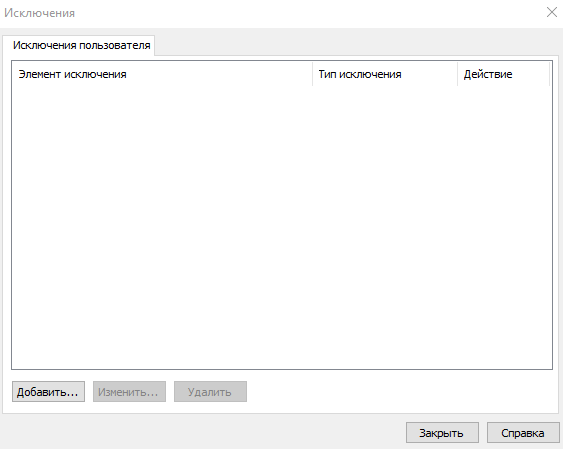 Исключения
Исключения пользователя
Элемент исключения Тип исключения Действие
Добавить... Изменить... Удалить
Закрыть Справка